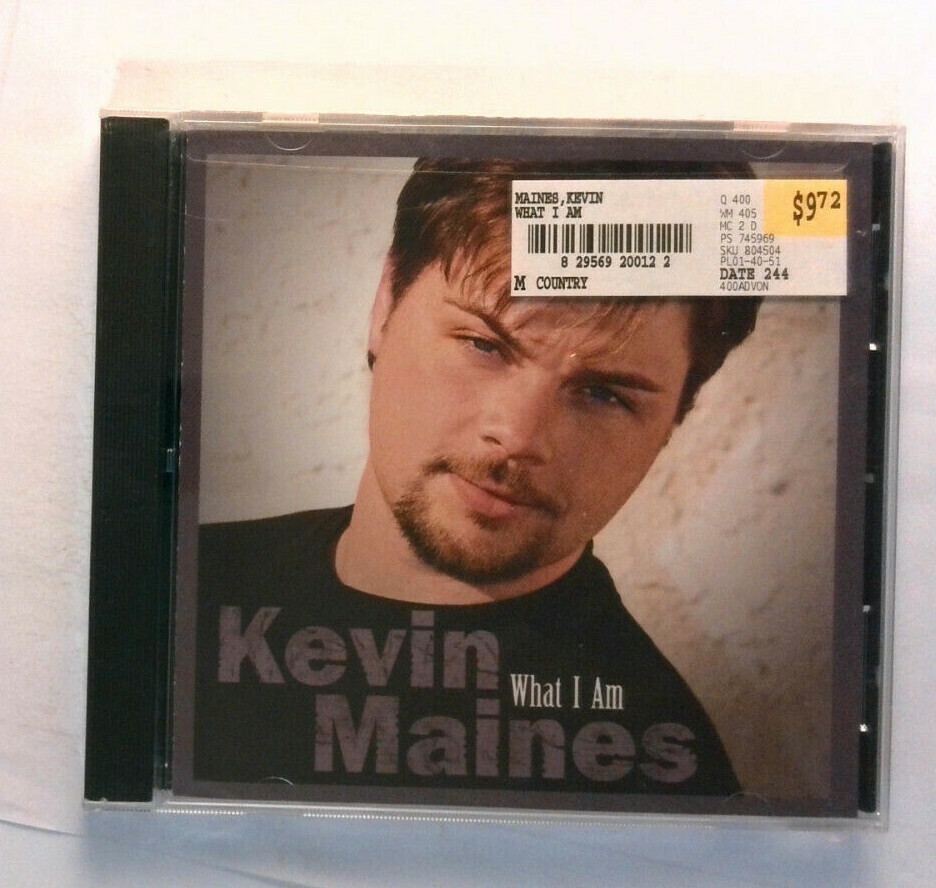 MAINES,KEVIN
WHAT I AM
8 29569 20012 2
M COUNTRY
Q 400
WM 405
MC 2 D
PS 745969
SKU 804504
PL01-40-51
DATE 244
400ADVON
$9.72
Kevin
What I Am
Maines